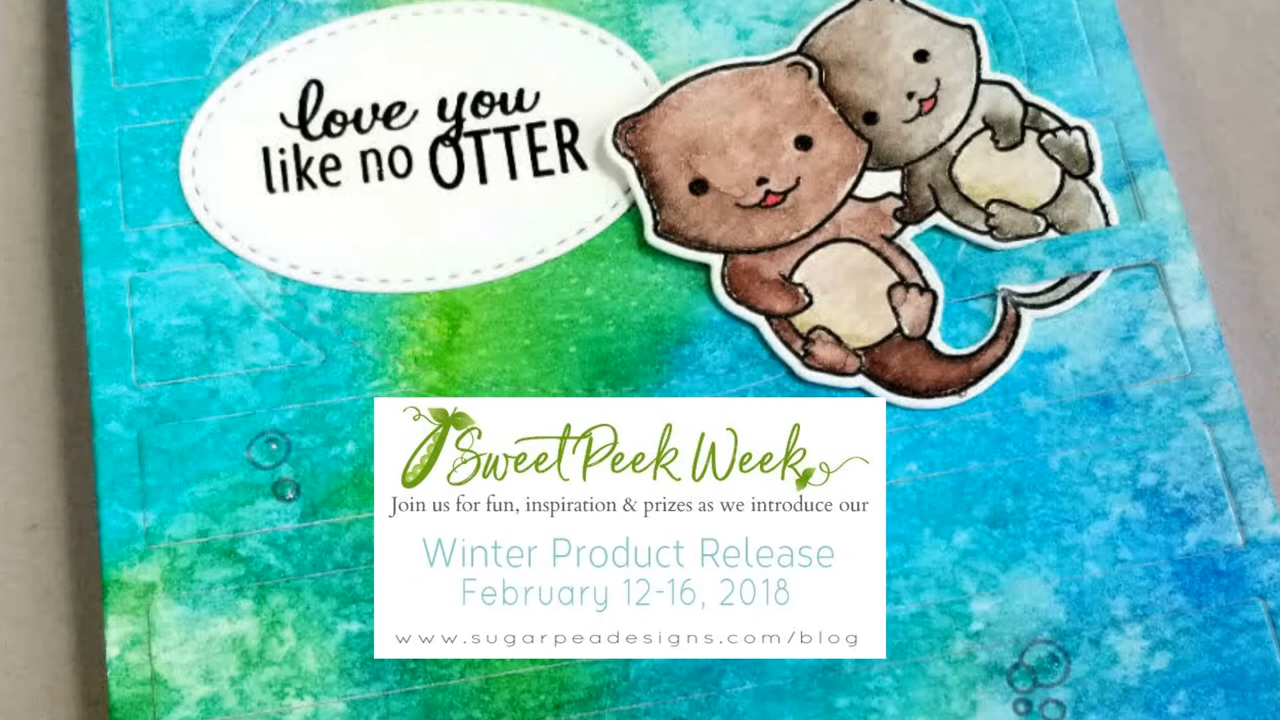 love you
like no OTTER
Sweet Peek Week
Join us for fun, inspiration & prizes as we introduce our
Winter Product Release
February 12-16, 2018
www.sugarpeadesigns.com/blog